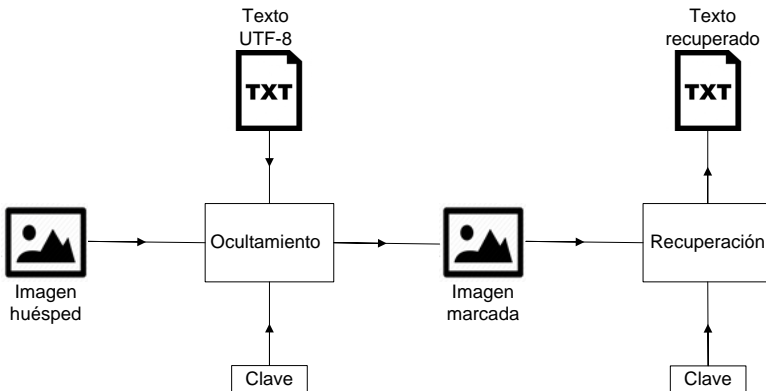 Texto
UTF-8
TXT
Texto
recuperado
TXT
Ocultamiento
Recuperación
Imagen
huésped
Imagen
marcada
Clave
Clave